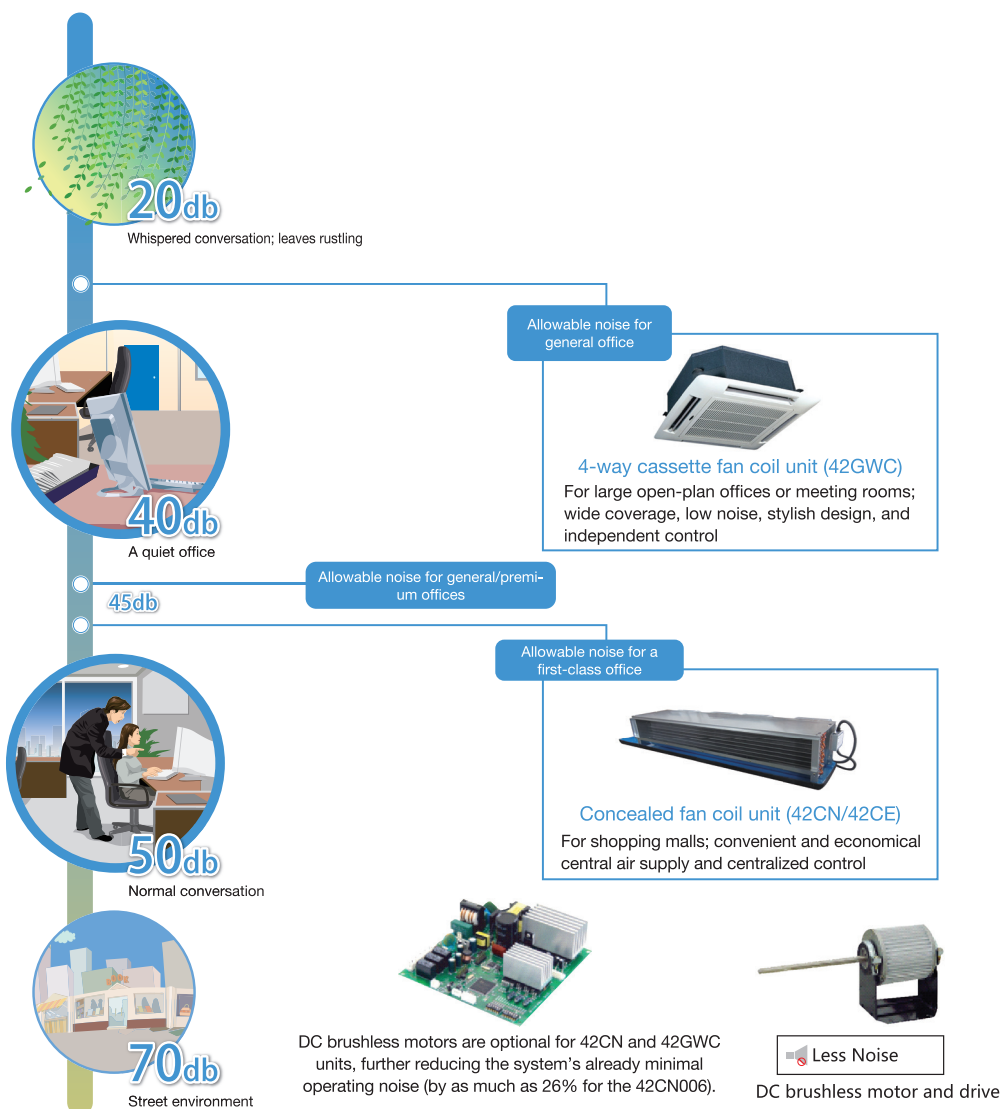 20db
Whispered conversation; leaves rustling
Allowable noise for
general office
4-way cassette fan coil unit (42GWC)
For large open-plan offices or meeting rooms;
wide coverage, low noise, stylish design, and
independent control
40db
A quiet office
Allowable noise for general/premi-
um offices
45db
Allowable noise for a
first-class office
Concealed fan coil unit (42CN/42CE)
For shopping malls; convenient and economical
central air supply and centralized control
50db
Normal conversation
DC brushless motors are optional for 42CN and 42GWC
units, further reducing the system’s already minimal
operating noise (by as much as 26% for the 42CN006).
Less Noise
DC brushless motor and drive
70db
Street environment